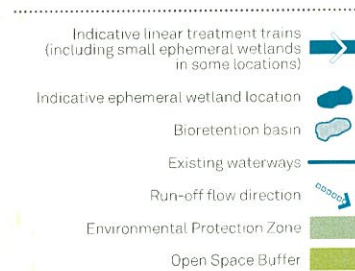 Indicative linear treatment trains
(including small ephemeral wetlands
in some locations)
Indicative ephemeral wetland location
Bioretention basin
Existing waterways
Run-off flow direction
Environmental Protection Zone
Open Space Buffer